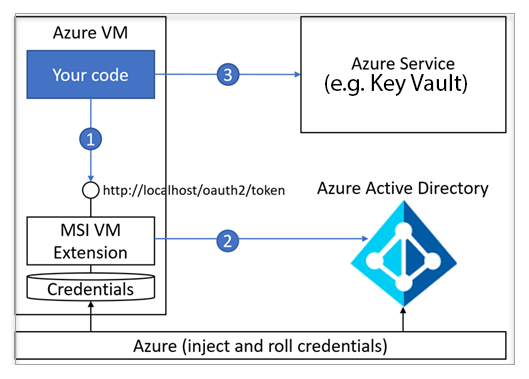 Azure VM
Your code
3
Azure Service
(e.g. Key Vault)
1
http://localhost/oauth2/token
Azure Active Directory
MSI VM
Extension
2
Credentials
Azure (inject and roll credentials)